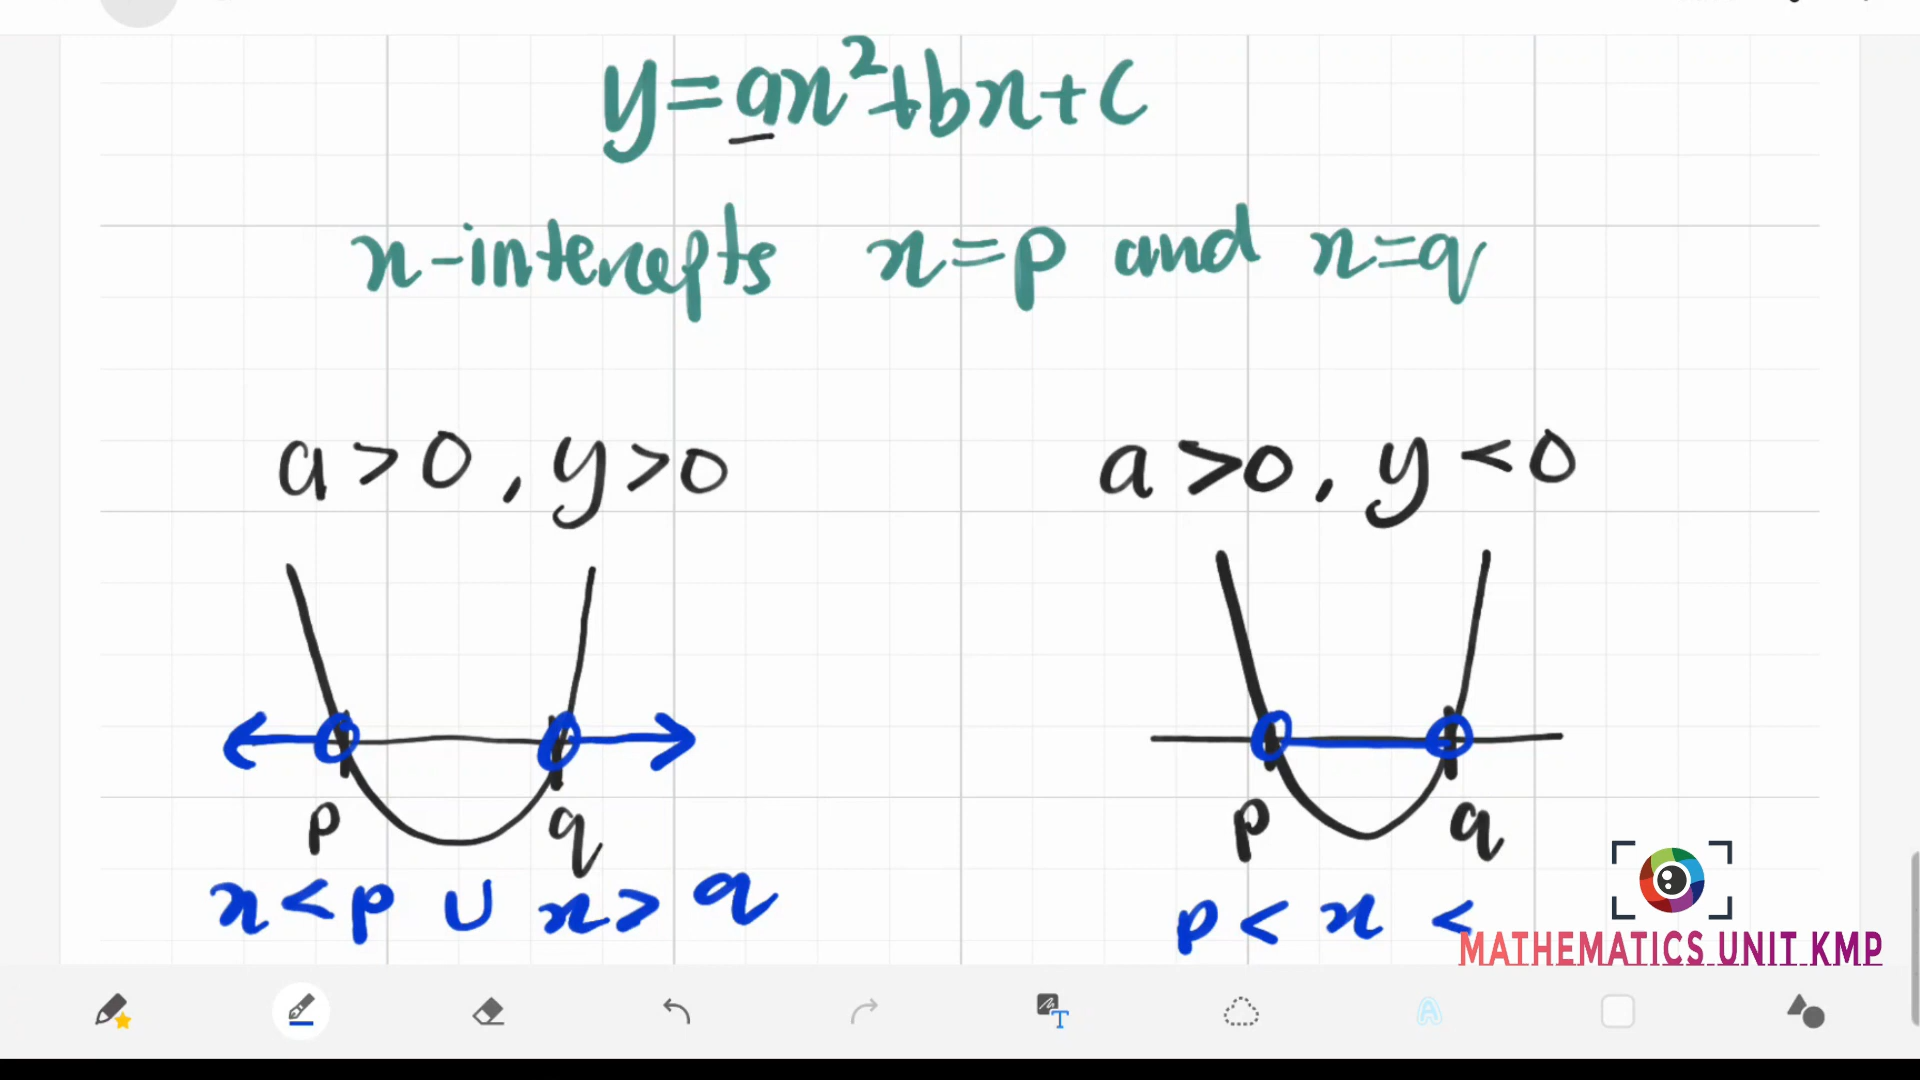 y=ax²+bx+c
x-intercepts x=p and x=q
a>0, y>0
a>0, y<0
p q
p q
x<p ∪ x>q
p<x<
MATHEMATICS UNIT KMP